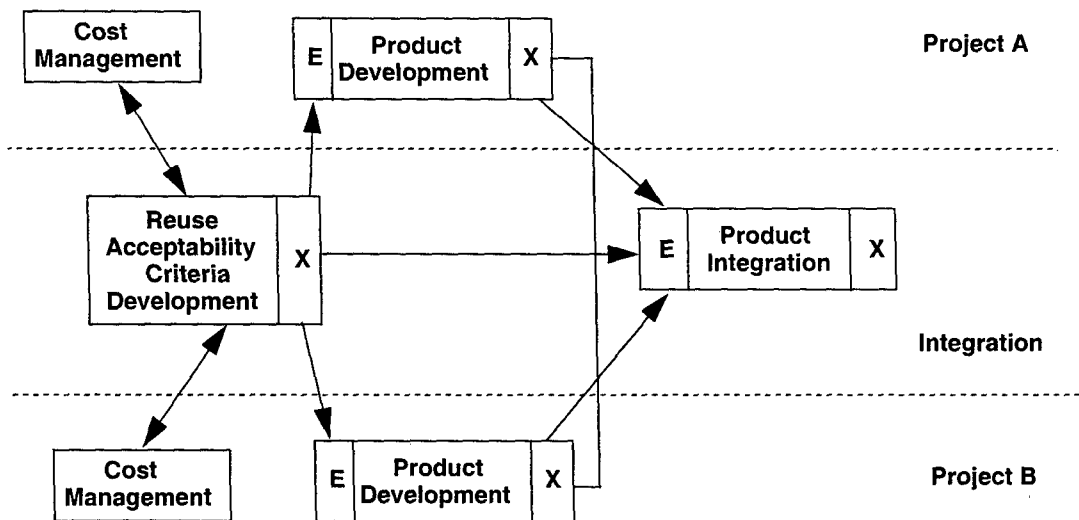 Cost
Management
E
Product
Development
X
Project A
Reuse
Acceptability
Criteria
Development
X
E
Product
Integration
X
Integration
Cost
Management
E
Product
Development
X
Project B